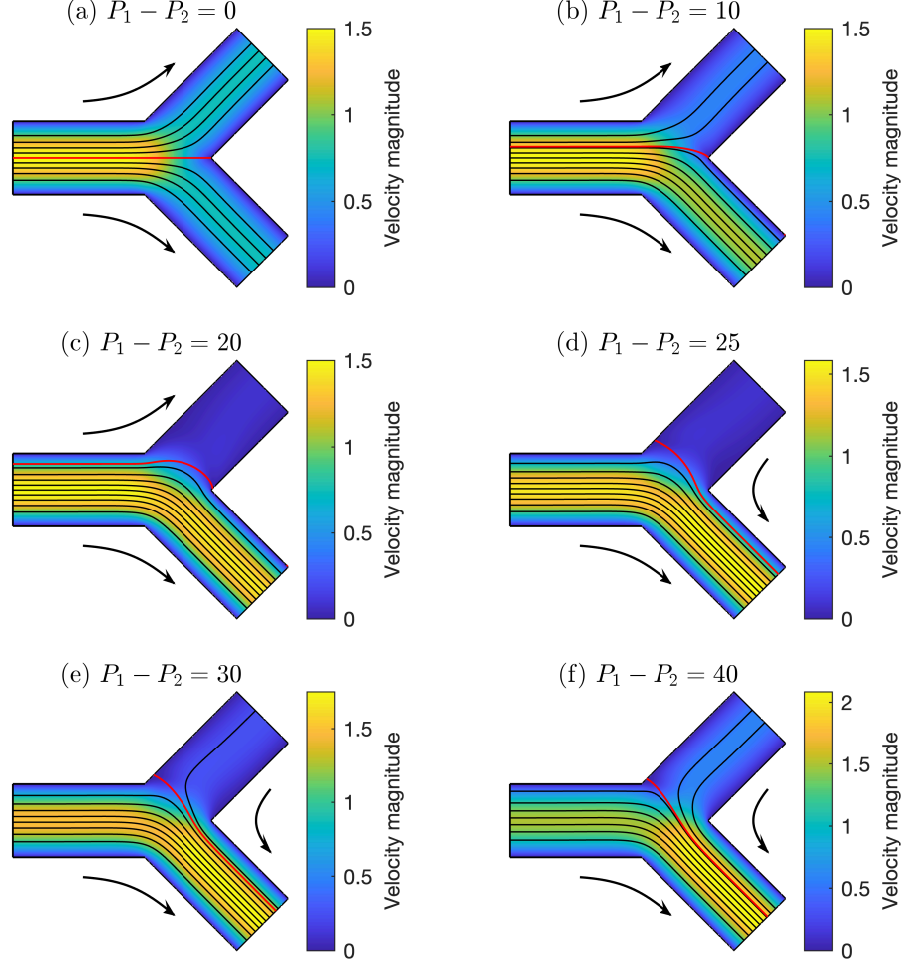 (a) P₁ − P₂ = 0
1.5
1
0.5
0
Velocity magnitude
(b) P₁ − P₂ = 10
1.5
1
0.5
0
Velocity magnitude
(c) P₁ − P₂ = 20
1.5
1
0.5
0
Velocity magnitude
(d) P₁ − P₂ = 25
1.5
1
0.5
0
Velocity magnitude
(e) P₁ − P₂ = 30
1.5
1
0.5
0
Velocity magnitude
(f) P₁ − P₂ = 40
2
1.5
1
0.5
0
Velocity magnitude